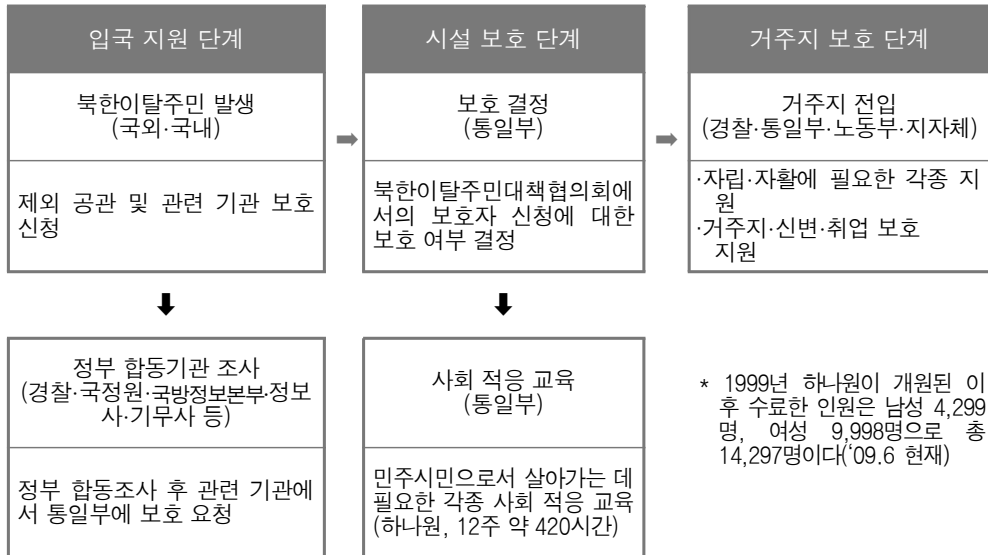 입국 지원 단계
북한이탈주민 발생
(국외·국내)
제외 공관 및 관련 기관 보호
신청
정부 합동기관 조사
(경찰·국정원·국방정보본부·정보
사·기무사 등)
정부 합동조사 후 관련 기관에
서 통일부에 보호 요청
시설 보호 단계
보호 결정
(통일부)
북한이탈주민대책협의회에
서의 보호자 신청에 대한
보호 여부 결정
사회 적응 교육
(통일부)
민주시민으로서 살아가는 데
필요한 각종 사회 적응 교육
(하나원, 12주 약 420시간)
거주지 보호 단계
거주지 전입
(경찰·통일부·노동부·지자체)
·자립·자활에 필요한 각종 지
원
·거주지·신변·취업 보호
지원
* 1999년 하나원이 개원된 이
후 수료한 인원은 남성 4,299
명, 여성 9,998명으로 총
14,297명이다(‘09.6 현재)